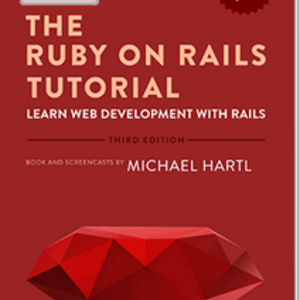 THE
RUBY ON RAILS
TUTORIAL
LEARN WEB DEVELOPMENT WITH RAILS
THIRD EDITION
BOOK AND SCREENCASTS BY MICHAEL HARTL